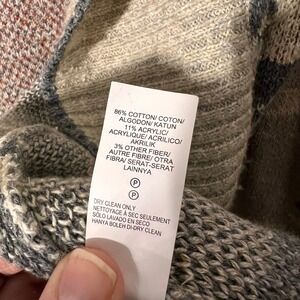 86% COTTON/ COTON/
ALGODON/ KATUN
11% ACRYLIC/
ACRYLIQUE/ ACRILICO/
AKRILIK
3% OTHER FIBER/
AUTRE FIBRE/ OTRA
FIBRA/ SERAT-SERAT
LAINNYA
P
P
DRY CLEAN ONLY
NETTOYAGE À SEC SEULEMENT
SÓLO LAVADO EN SECO
HANYA BOLEH DI-DRY CLEAN